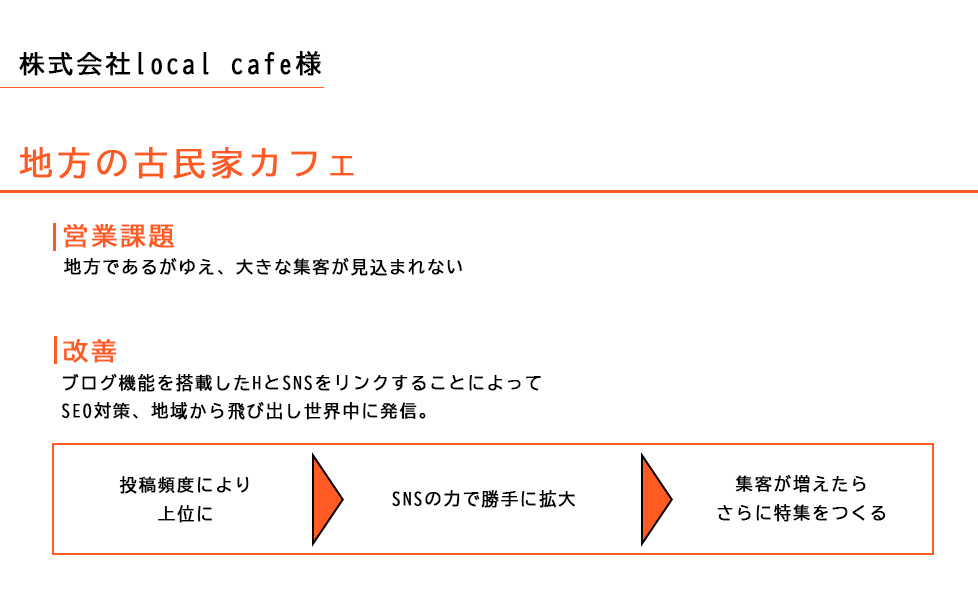 株式会社local cafe様
地方の古民家カフェ
営業課題
地方であるがゆえ、大きな集客が見込まれない
改善
ブログ機能を搭載したHとSNSをリンクすることによって
SEO対策、地域から飛び出し世界中に発信。
投稿頻度により
上位に
SNSの力で勝手に拡大
集客が増えたら
さらに特集をつくる